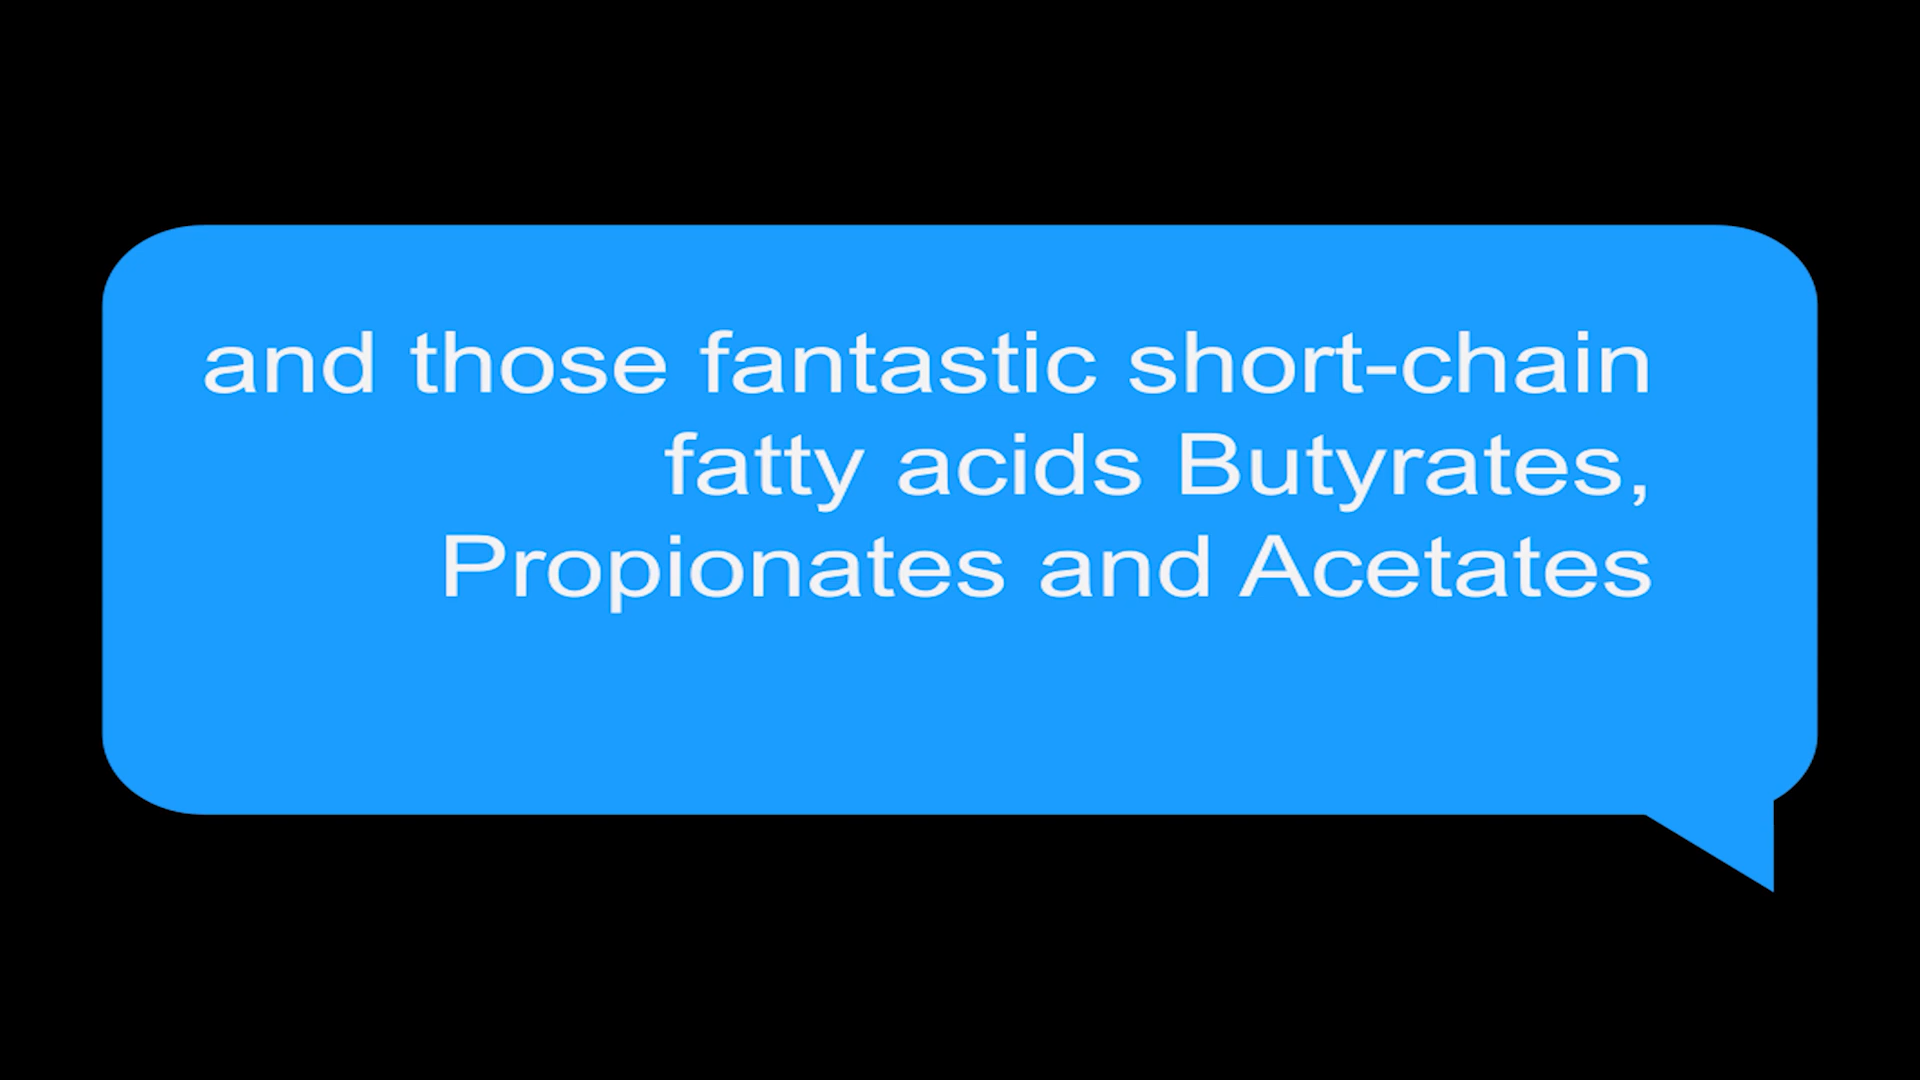 and those fantastic short-chain
fatty acids Butyrates,
Propionates and Acetates